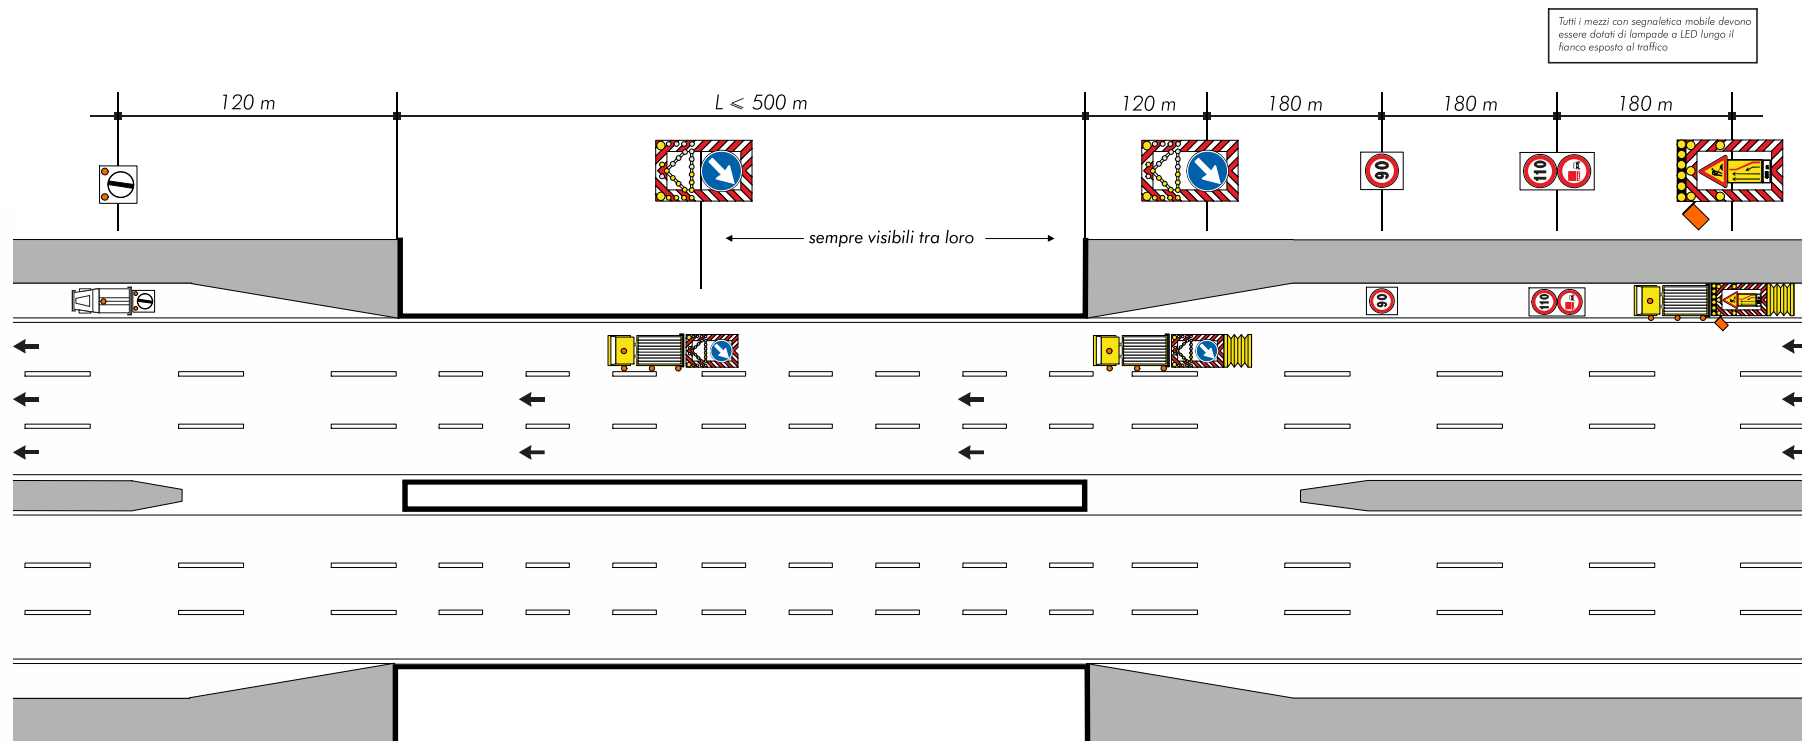 Tutti i mezzi con segnaletica mobile devono
essere dotati di lampade a LED lungo il
fianco esposto al traffico
120 m
L ⩽ 500 m
120 m
180 m
180 m
180 m
90
110
sempre visibili tra loro
90
110